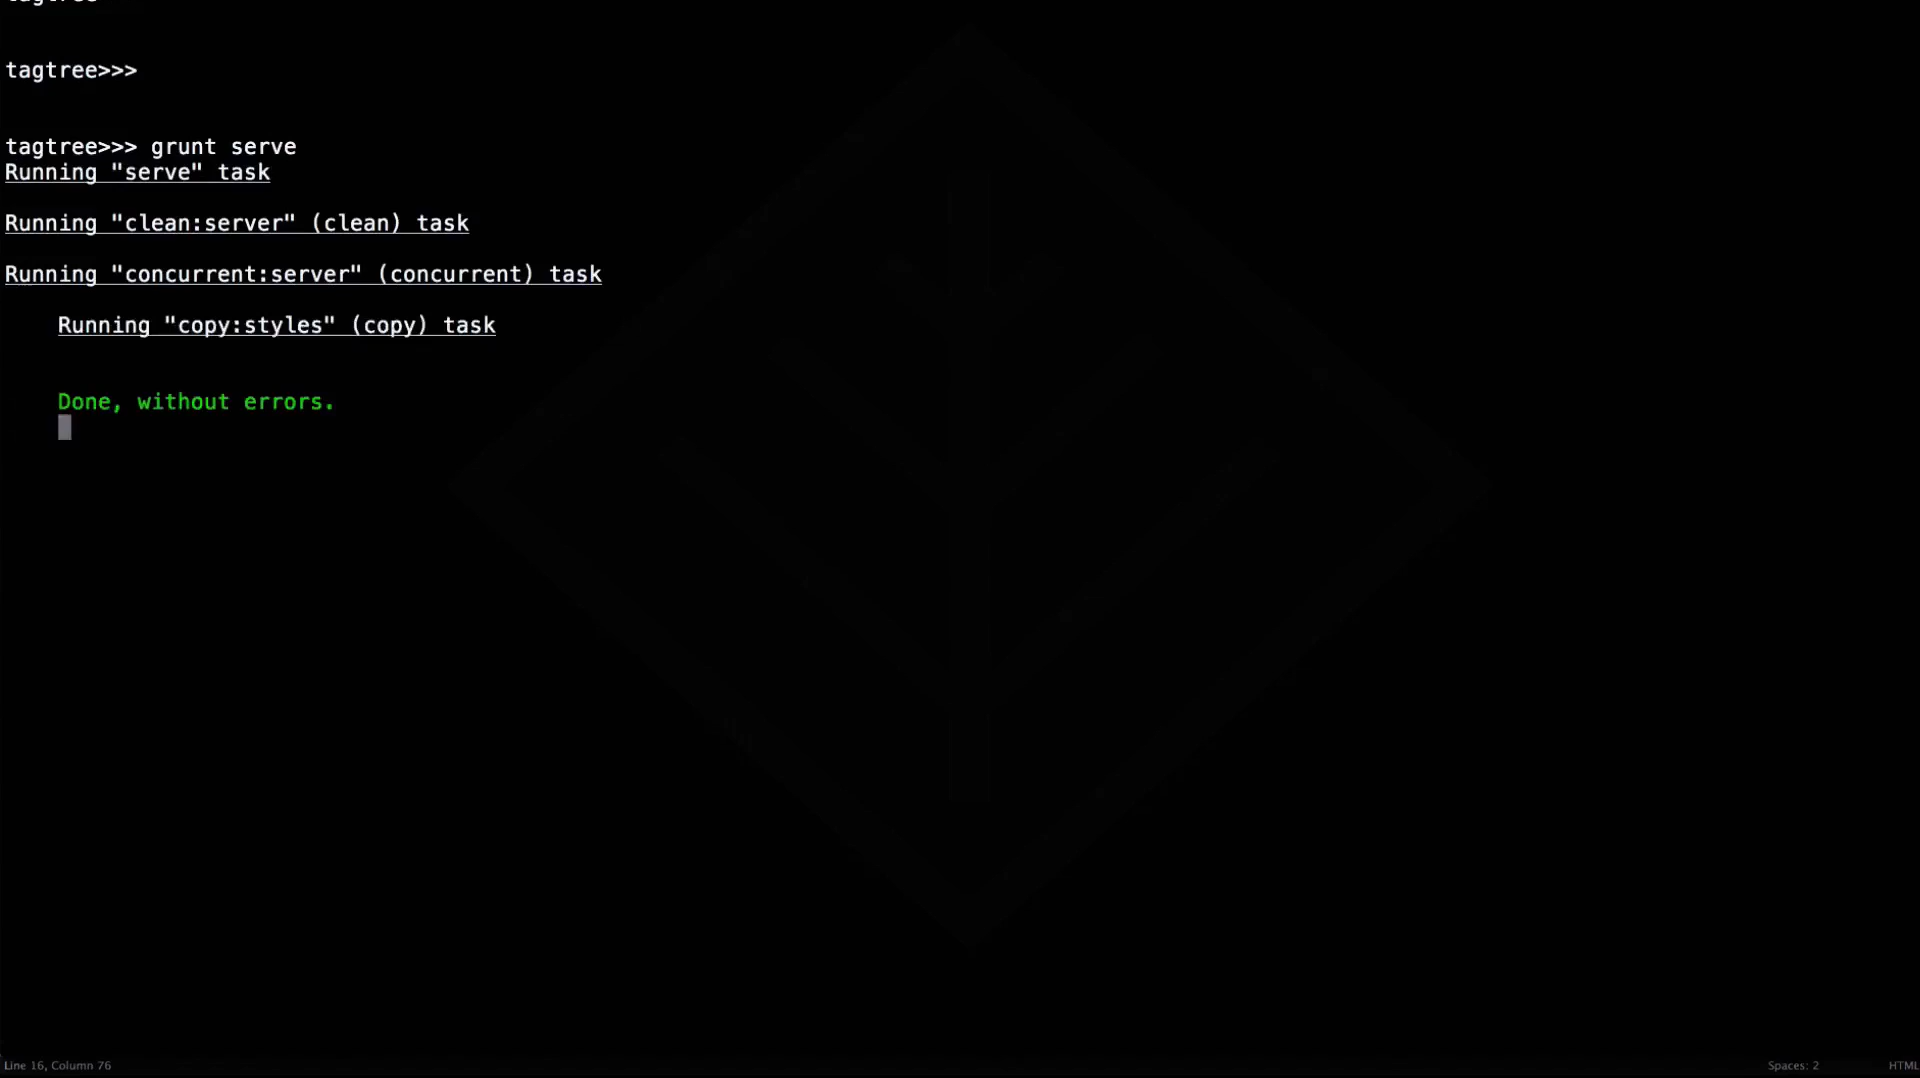 tagtree>>>
tagtree>>> grunt serve
Running "serve" task
Running "clean:server" (clean) task
Running "concurrent:server" (concurrent) task
Running "copy:styles" (copy) task
Done, without errors.
Line 16, Column 76
Spaces: 2
HTML